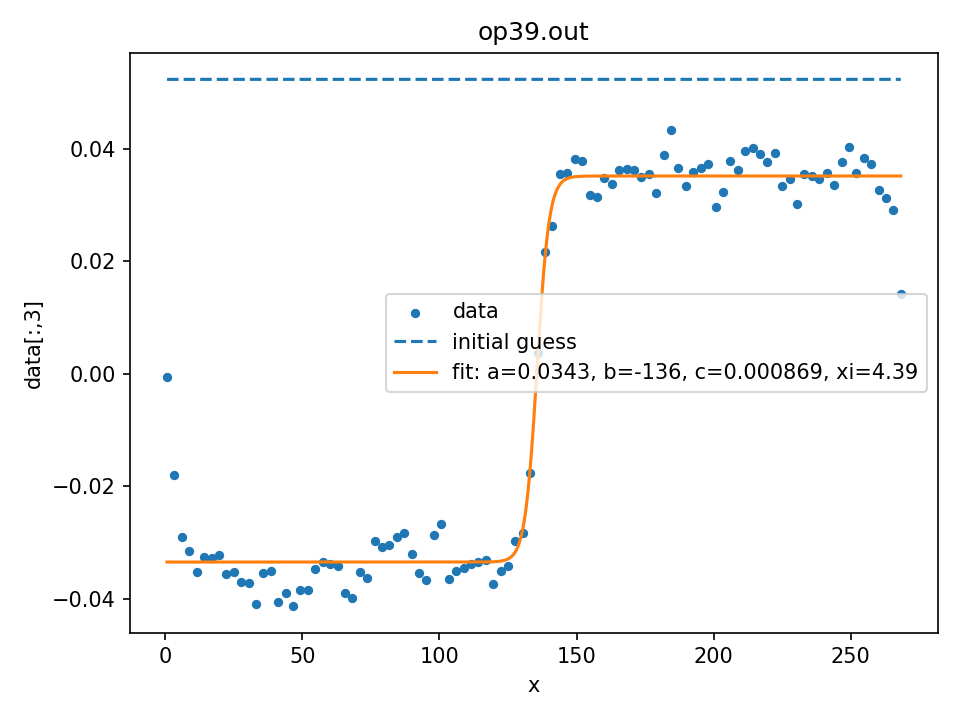 op39.out
data[:,3]
0.04
0.02
0.00
−0.02
−0.04
data
initial guess
fit: a=0.0343, b=-136, c=0.000869, xi=4.39
0 50 100 150 200 250
x